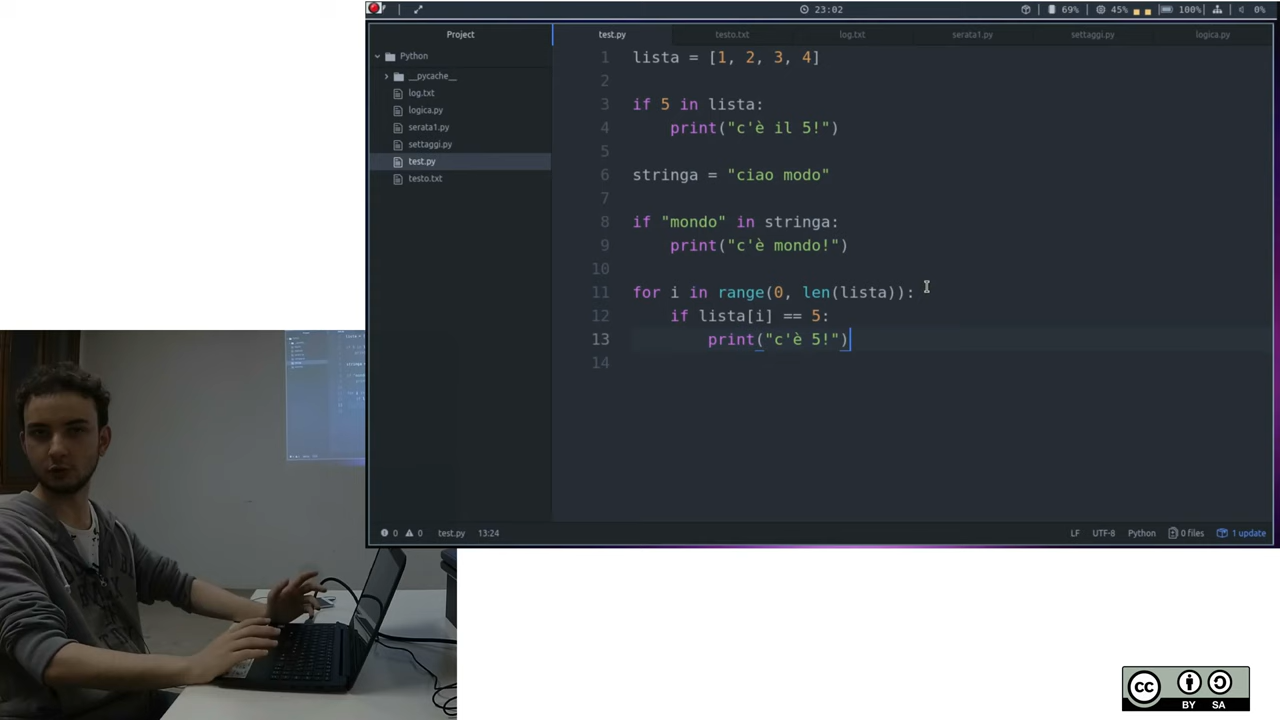 23:02
69%
45%
100%
0%
Project
test.py
testo.txt
log.txt
serata1.py
settaggi.py
logica.py
Python
__pycache__
log.txt
logica.py
serata1.py
settaggi.py
test.py
testo.txt
1 lista = [1, 2, 3, 4]
2
3 if 5 in lista:
4     print("c'è il 5!")
5
6 stringa = "ciao modo"
7
8 if "mondo" in stringa:
9     print("c'è mondo!")
10
11 for i in range(0, len(lista)):
12     if lista[i] == 5:
13         print("c'è 5!")
14
0 0 test.py 13:24
LF UTF-8 Python 0 files 1 update
cc
BY SA